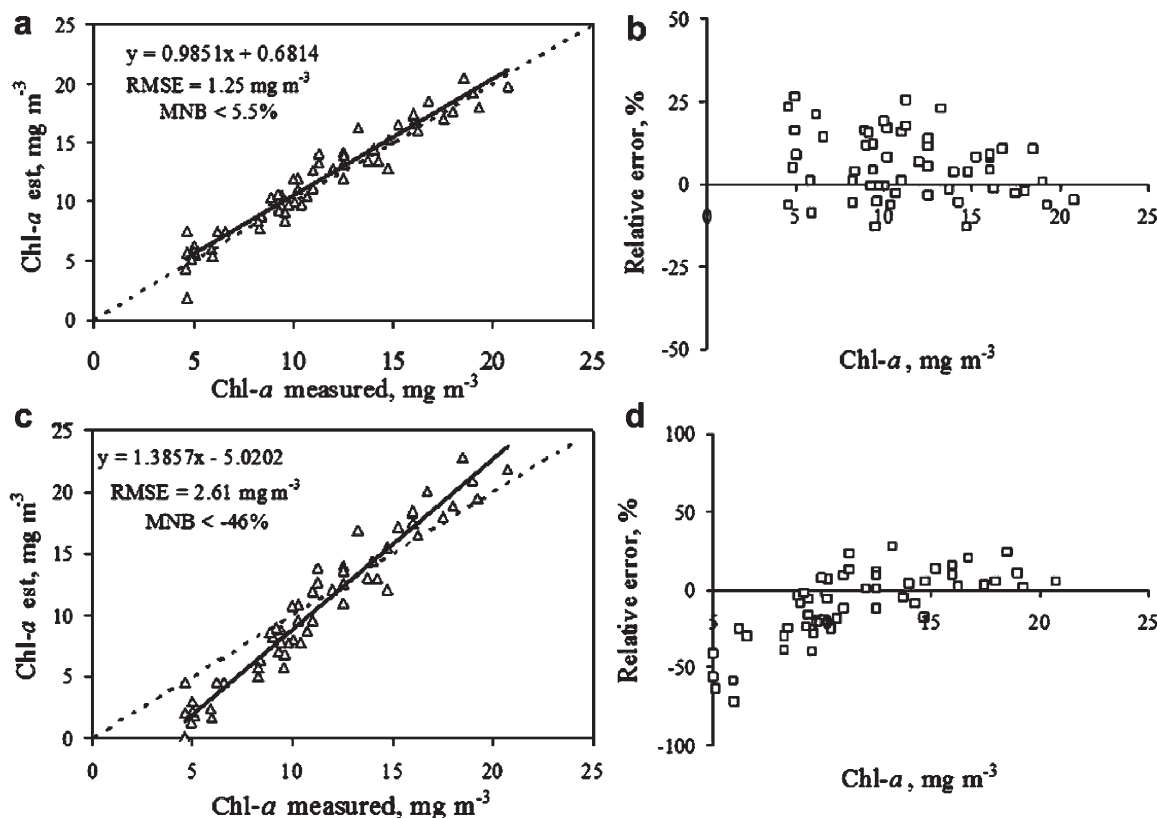 a
y = 0.9851x + 0.6814
RMSE = 1.25 mg m-3
MNB < 5.5%
Chl-a est, mg m-3
25
20
15
10
5
0
0 5 10 15 20 25
Chl-a measured, mg m-3
b
Relative error, %
50
25
0
-25
-50
0 5 10 15 20 25
Chl-a, mg m-3
c
y = 1.3857x - 5.0202
RMSE = 2.61 mg m-3
MNB < -46%
Chl-a est, mg m-3
25
20
15
10
5
0
0 5 10 15 20 25
Chl-a measured, mg m-3
d
Relative error, %
100
50
0
-50
-100
5 15 20 25
Chl-a, mg m-3